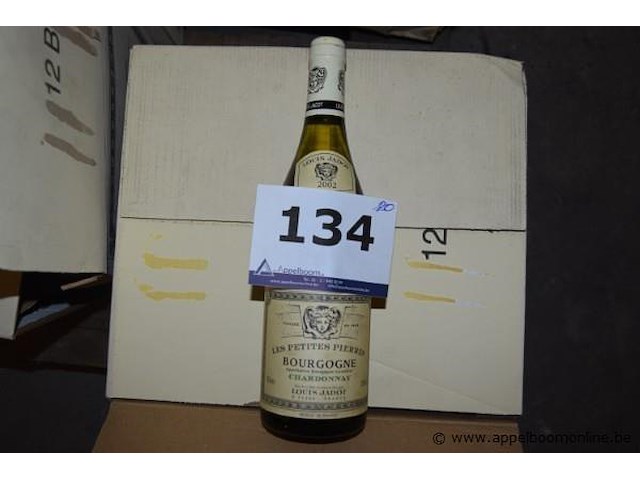 12 B
LOUIS JADOT
2002
20
134
Appelboom
12
LES PETITES PIERRES
BOURGOGNE
CHARDONNAY
LOUIS JADOT
© www.appelboomonline.be